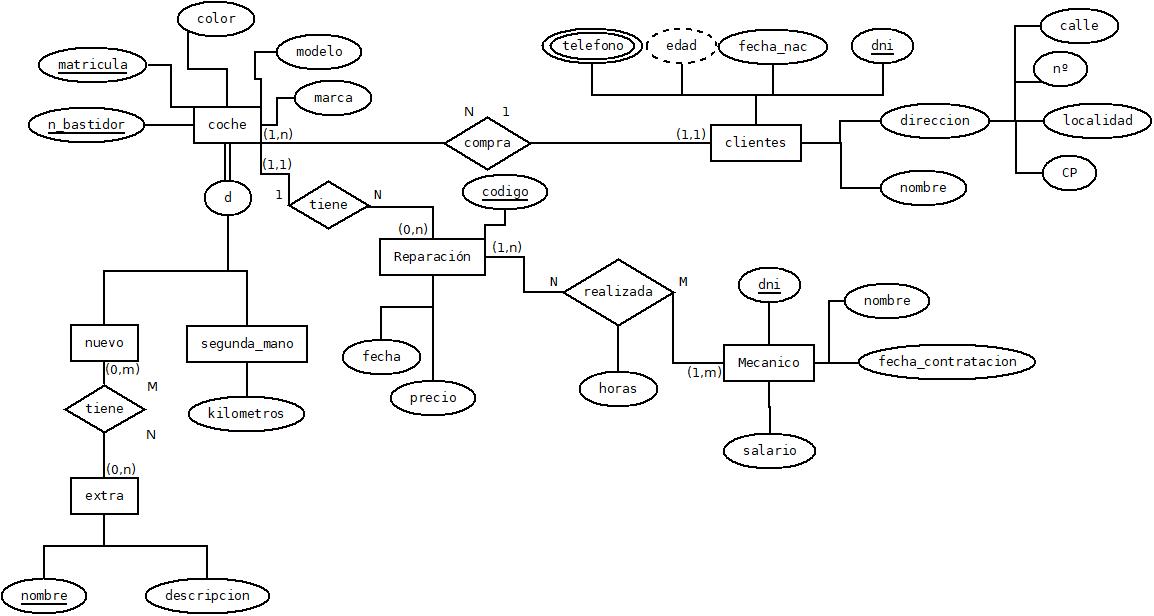 color
telefono
edad
fecha_nac
dni
calle
matricula
modelo
nº
marca
n_bastidor
coche
N
1
direccion
localidad
(1,n)
compra
(1,1)
clientes
(1,1)
CP
d
1
tiene
N
codigo
nombre
(0,n)
(1,n)
Reparación
N
realizada
M
dni
nombre
nuevo
segunda_mano
fecha
Mecanico
fecha_contratacion
(0,m)
(1,m)
M
tiene
kilometros
precio
horas
N
salario
(0,n)
extra
nombre
descripcion